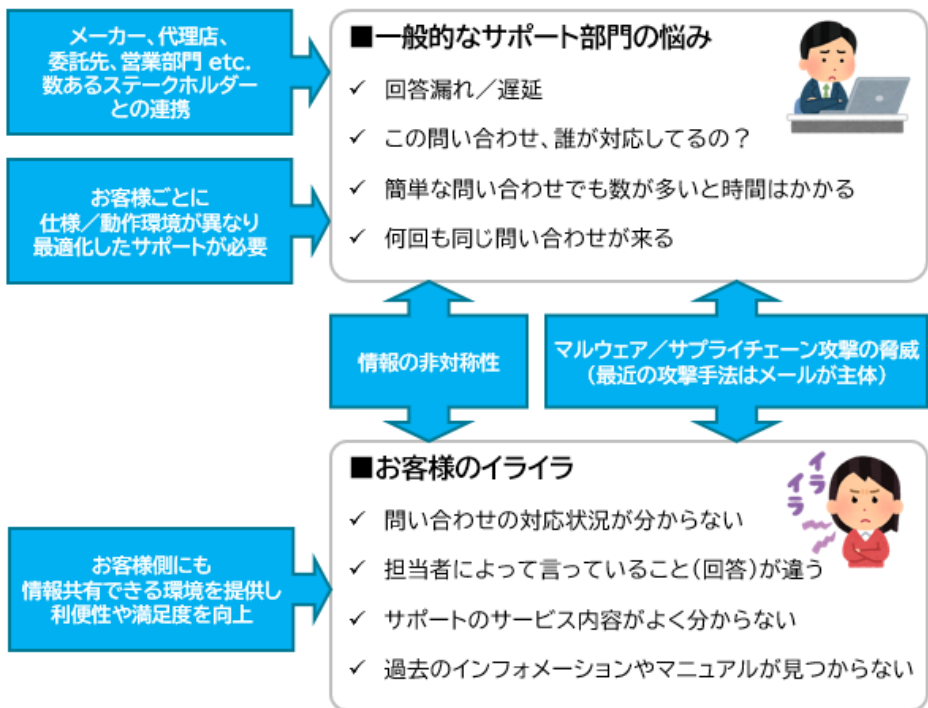 メーカー、代理店、
委託先、営業部門 etc.
数あるステークホルダー
との連携
お客様ごとに
仕様／動作環境が異なり
最適化したサポートが必要
■一般的なサポート部門の悩み
✓ 回答漏れ／遅延
✓ この問い合わせ、誰が対応してるの？
✓ 簡単な問い合わせでも数が多いと時間はかかる
✓ 何回も同じ問い合わせが来る
情報の非対称性
マルウェア／サプライチェーン攻撃の脅威
（最近の攻撃手法はメールが主体）
お客様側にも
情報共有できる環境を提供し
利便性や満足度を向上
■お客様のイライラ
イライラ
✓ 問い合わせの対応状況が分からない
✓ 担当者によって言っていること（回答）が違う
✓ サポートのサービス内容がよく分からない
✓ 過去のインフォメーションやマニュアルが見つからない